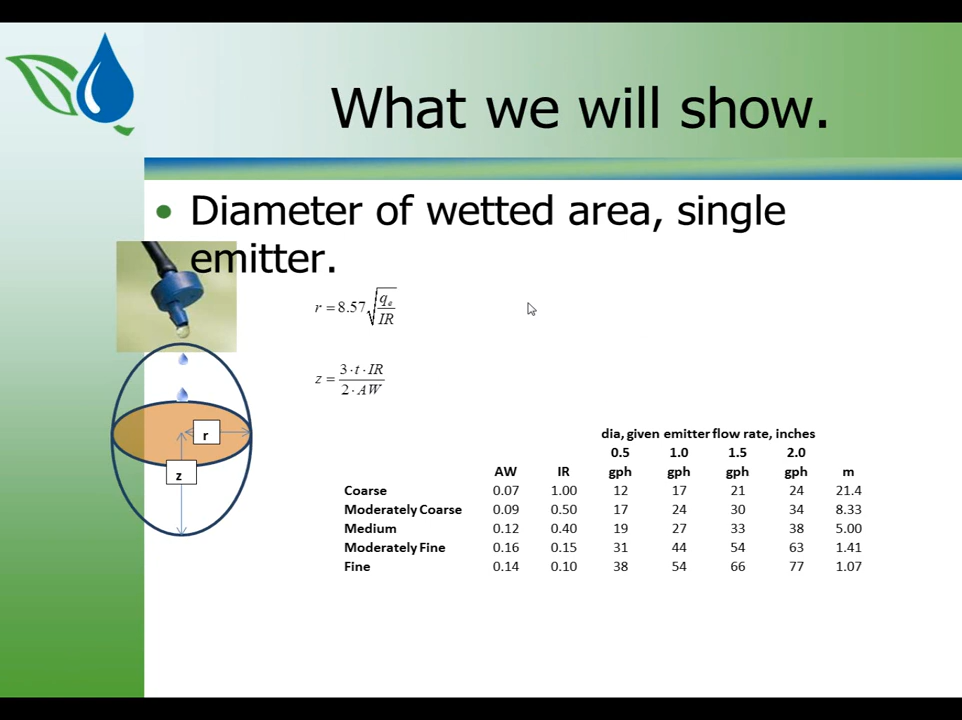 What we will show.
• Diameter of wetted area, single
emitter.
r = 8.57√(qₑ/IR)
z = (3·t·IR)/(2·AW)
r
z
dia, given emitter flow rate, inches
0.5 1.0 1.5 2.0
AW IR gph gph gph gph m
Coarse 0.07 1.00 12 17 21 24 21.4
Moderately Coarse 0.09 0.50 17 24 30 34 8.33
Medium 0.12 0.40 19 27 33 38 5.00
Moderately Fine 0.16 0.15 31 44 54 63 1.41
Fine 0.14 0.10 38 54 66 77 1.07